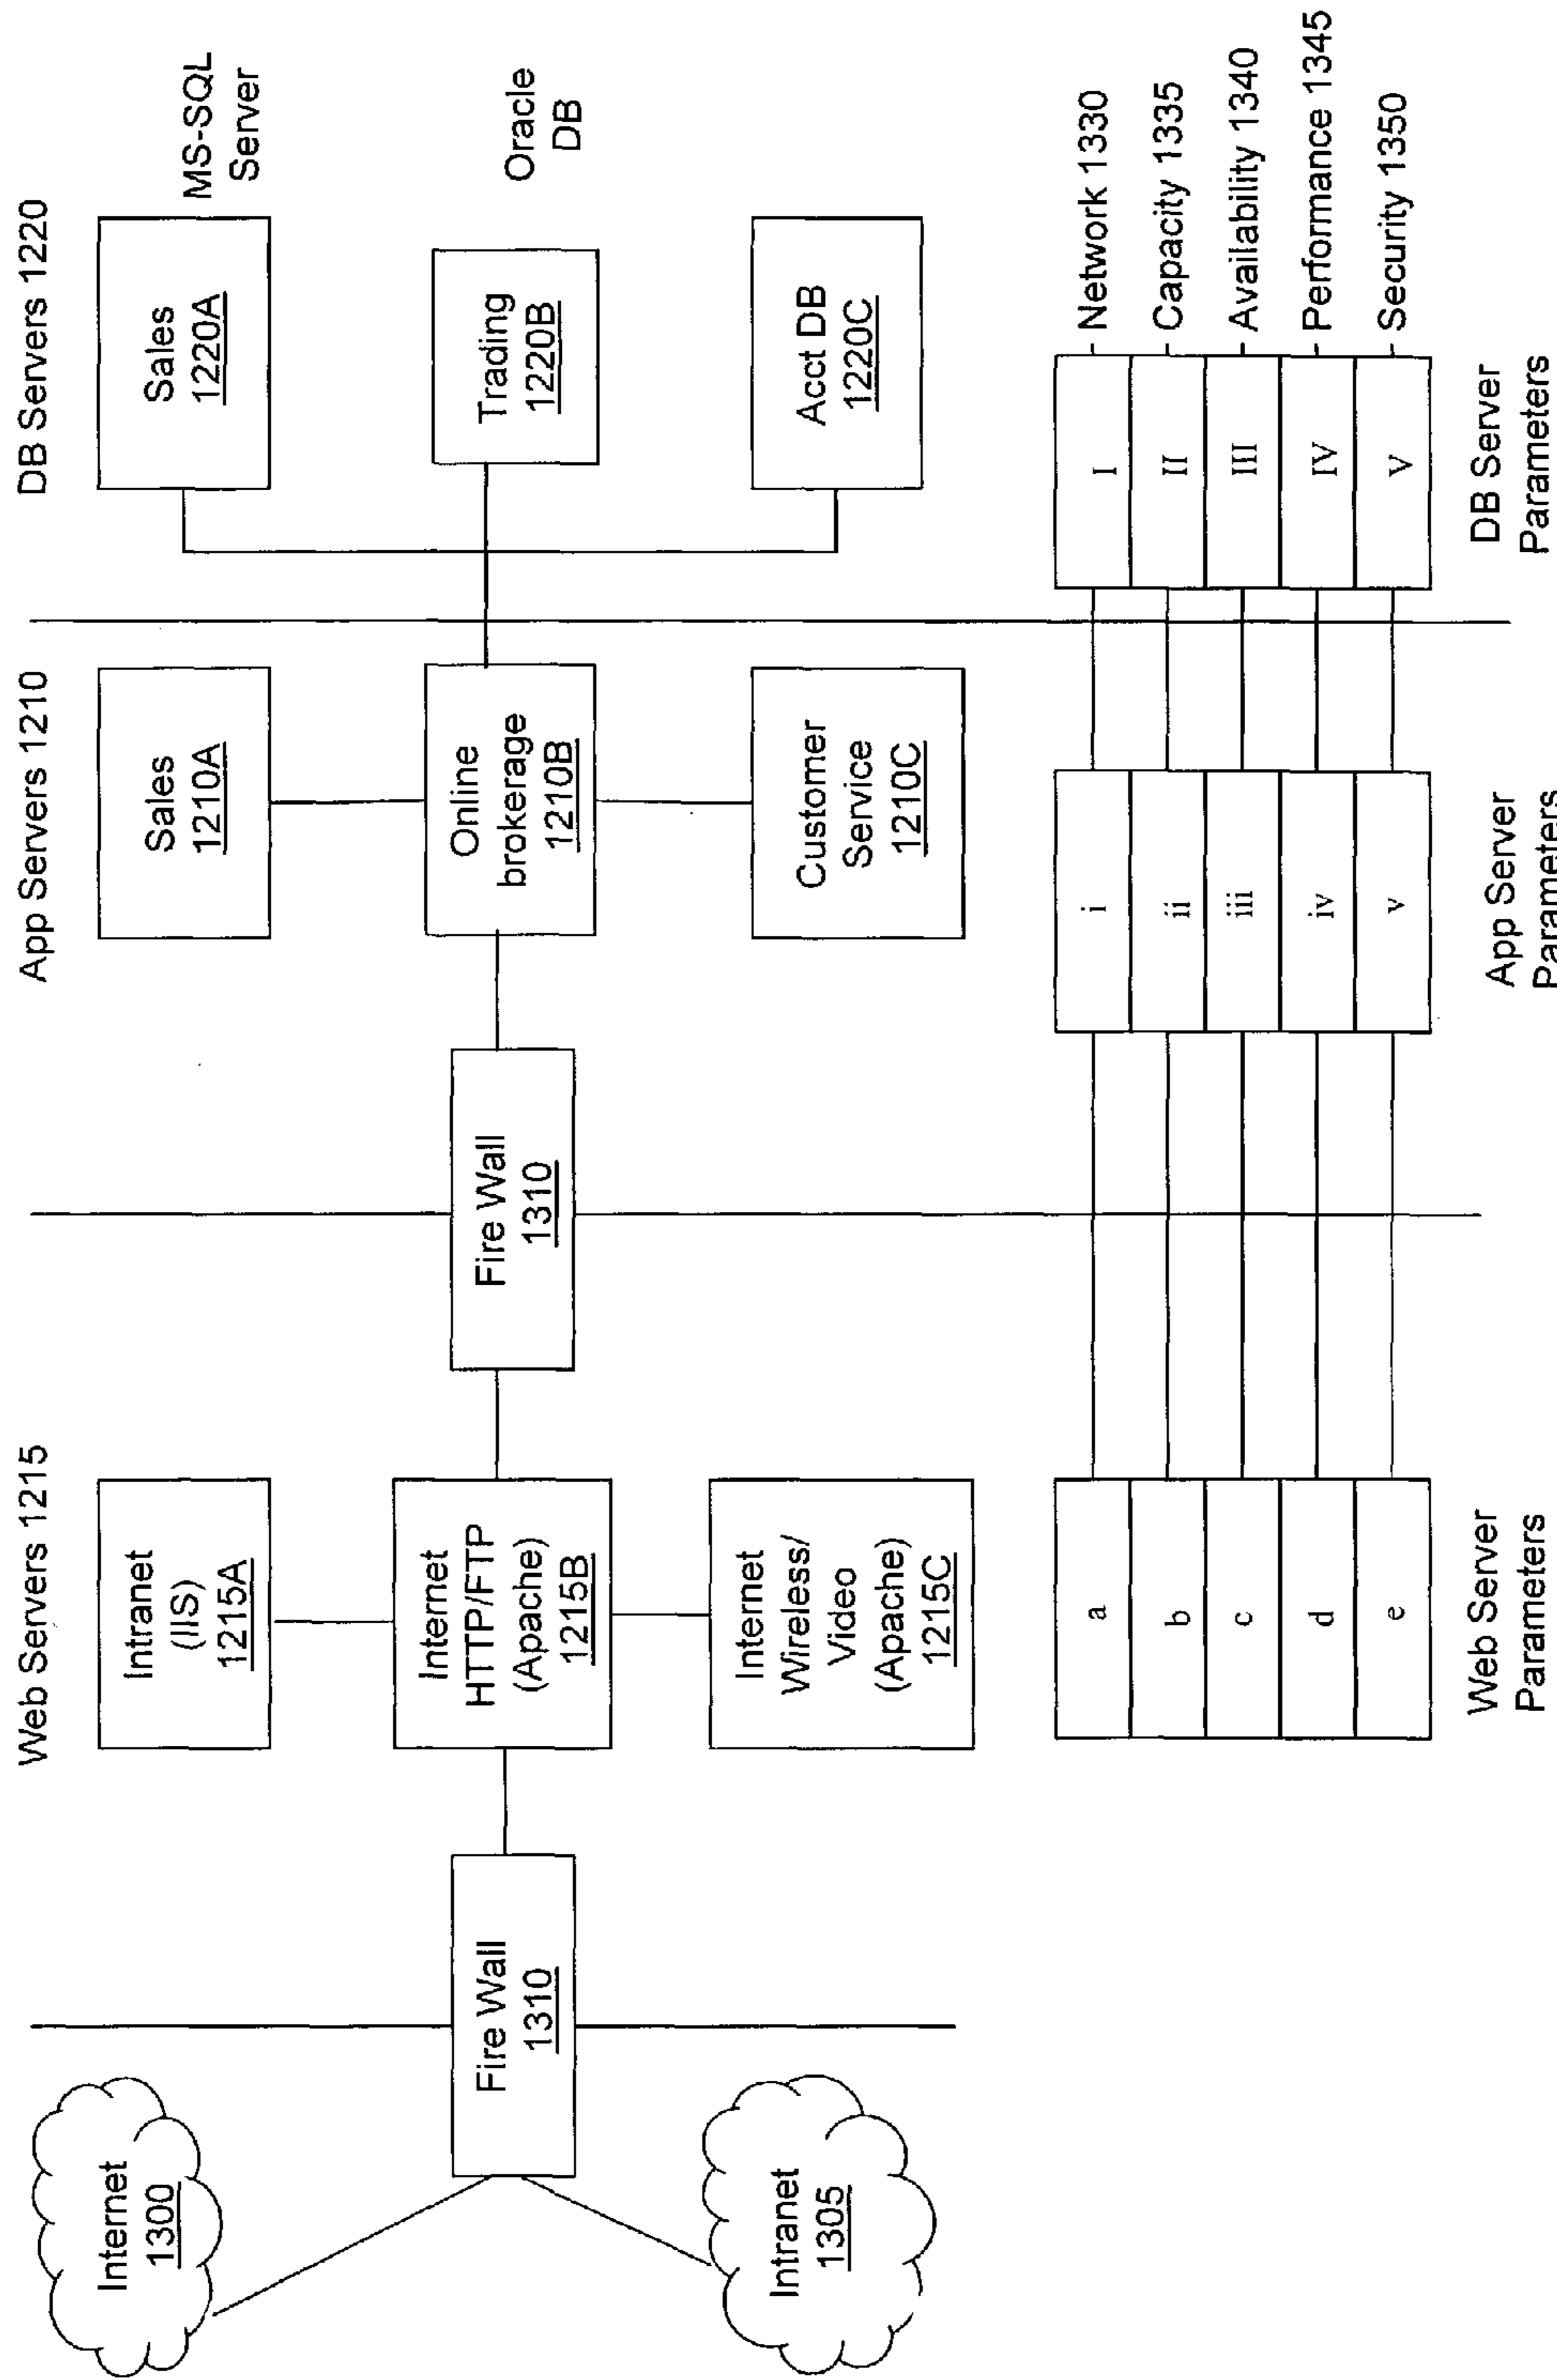 Web Servers 1215
App Servers 1210
DB Servers 1220
Internet
1300
Intranet
1305
Fire Wall
1310
Intranet
(IIS)
1215A
Internet
HTTP/FTP
(Apache)
1215B
Internet
Wireless/
Video
(Apache)
1215C
Fire Wall
1310
Sales
1210A
Online
brokerage
1210B
Customer
Service
1210C
Sales
1220A
MS-SQL
Server
Trading
1220B
Oracle
DB
Acct DB
1220C
a
i
I
Network 1330
b
ii
II
Capacity 1335
c
iii
III
Availability 1340
d
iv
IV
Performance 1345
e
v
V
Security 1350
Web Server
Parameters
App Server
Parameters
DB Server
Parameters